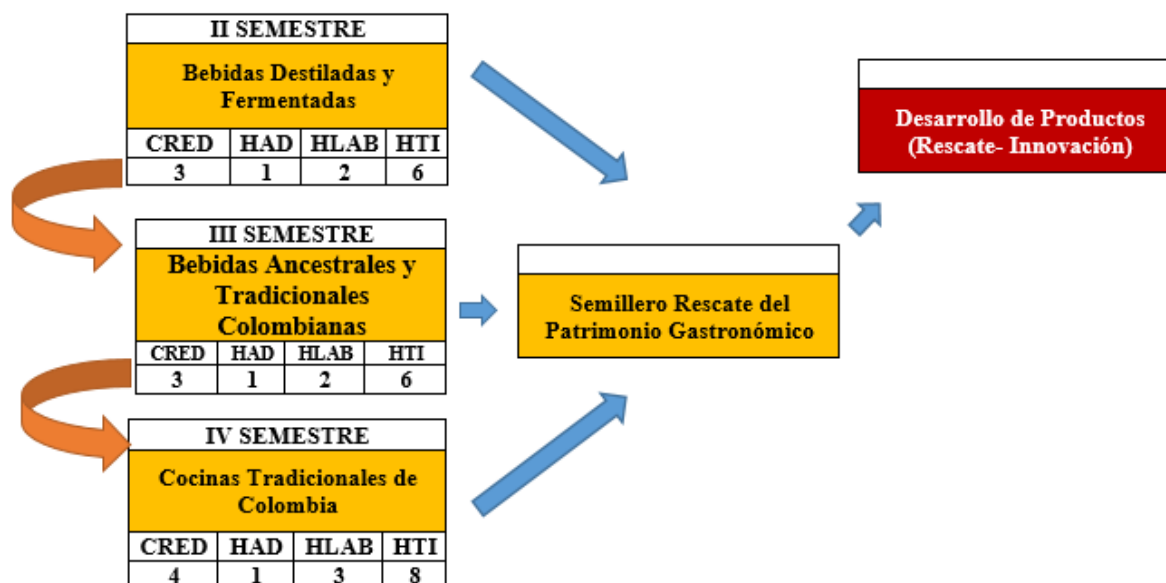 II SEMESTRE
Bebidas Destiladas y
Fermentadas
CRED HAD HLAB HTI
3 1 2 6
III SEMESTRE
Bebidas Ancestrales y
Tradicionales
Colombianas
CRED HAD HLAB HTI
3 1 2 6
IV SEMESTRE
Cocinas Tradicionales de
Colombia
CRED HAD HLAB HTI
4 1 3 8
Semillero Rescate del
Patrimonio Gastronómico
Desarrollo de Productos
(Rescate- Innovación)